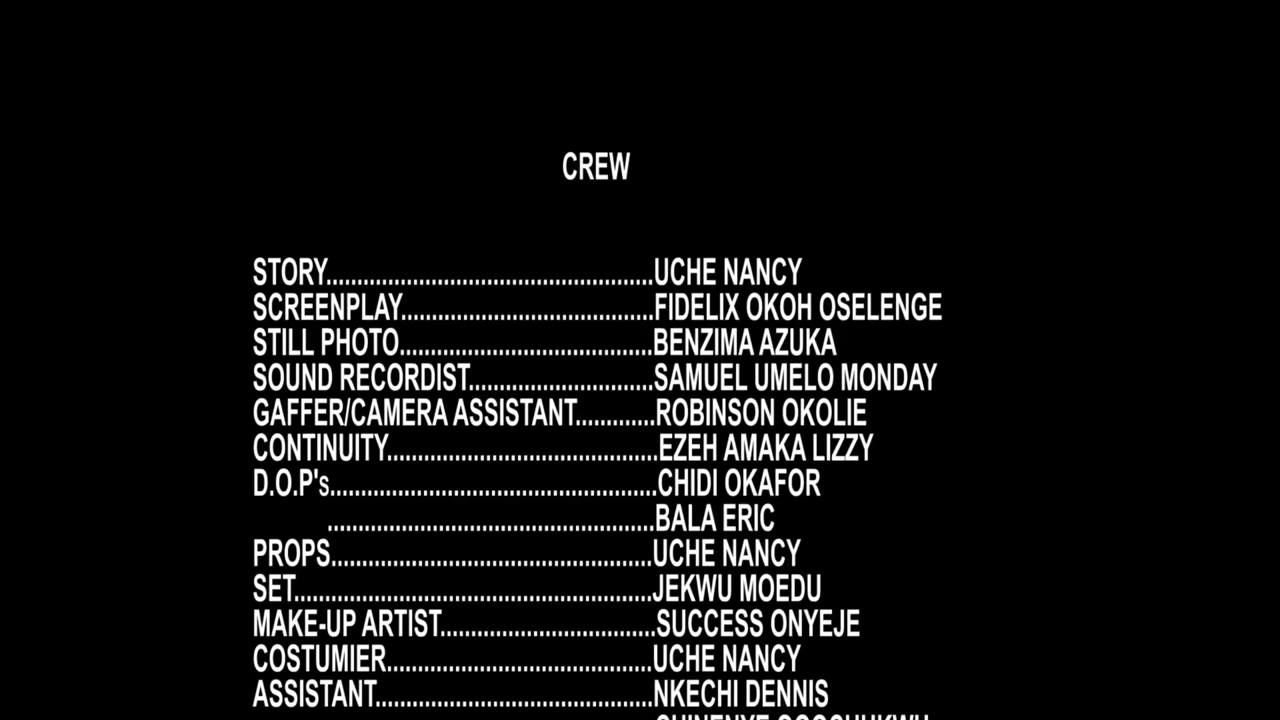 CREW
STORY......................................................UCHE NANCY
SCREENPLAY..........................................FIDELIX OKOH OSELENGE
STILL PHOTO..........................................BENZIMA AZUKA
SOUND RECORDIST...............................SAMUEL UMELO MONDAY
GAFFER/CAMERA ASSISTANT.............ROBINSON OKOLIE
CONTINUITY.............................................EZEH AMAKA LIZZY
D.O.P's......................................................CHIDI OKAFOR
......................................................BALA ERIC
PROPS.....................................................UCHE NANCY
SET...........................................................JEKWU MOEDU
MAKE-UP ARTIST....................................SUCCESS ONYEJE
COSTUMIER............................................UCHE NANCY
ASSISTANT..............................................NKECHI DENNIS